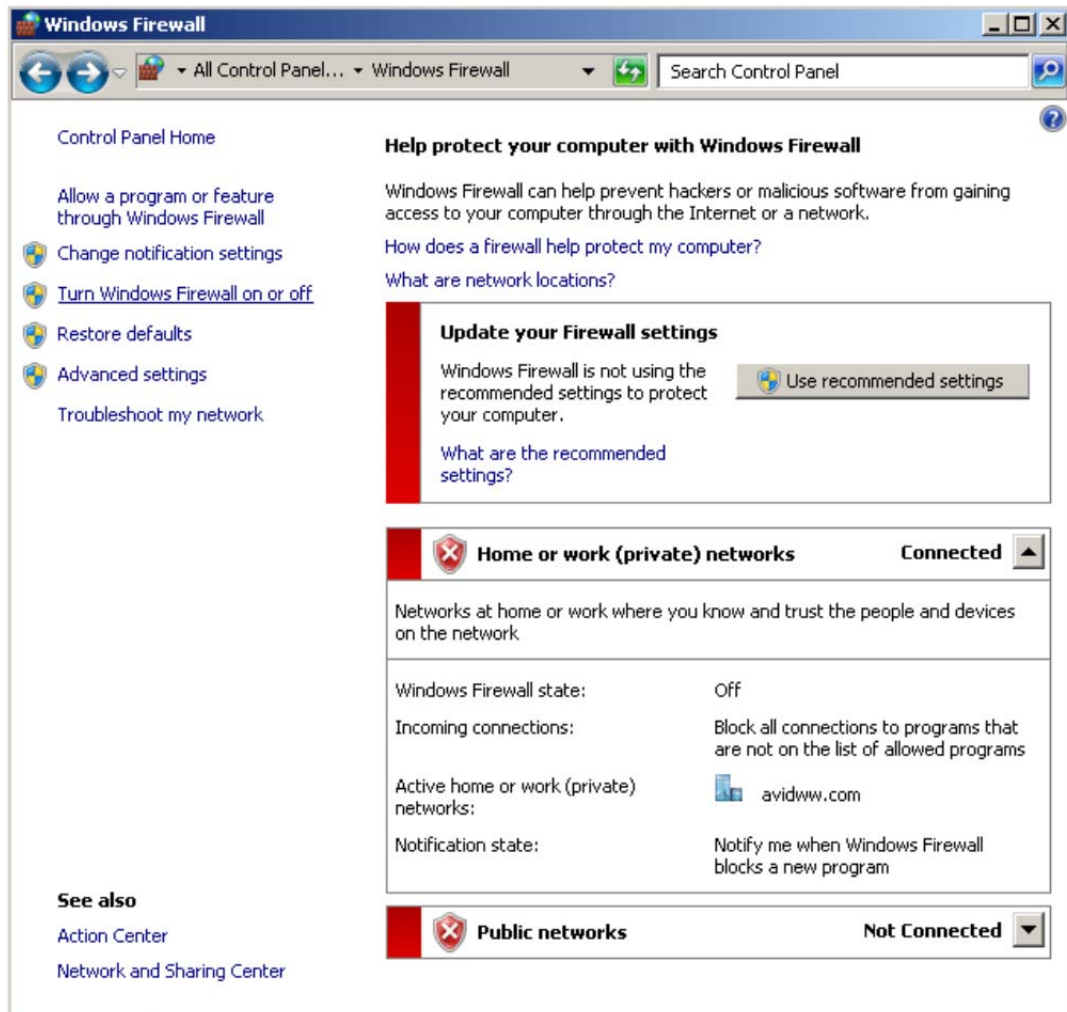 Windows Firewall
All Control Panel... Windows Firewall
Search Control Panel
Control Panel Home
Allow a program or feature
through Windows Firewall
Change notification settings
Turn Windows Firewall on or off
Restore defaults
Advanced settings
Troubleshoot my network
See also
Action Center
Network and Sharing Center
Help protect your computer with Windows Firewall
Windows Firewall can help prevent hackers or malicious software from gaining
access to your computer through the Internet or a network.
How does a firewall help protect my computer?
What are network locations?
Update your Firewall settings
Windows Firewall is not using the
recommended settings to protect
your computer.
Use recommended settings
What are the recommended
settings?
Home or work (private) networks Connected
Networks at home or work where you know and trust the people and devices
on the network
Windows Firewall state: Off
Incoming connections: Block all connections to programs that
are not on the list of allowed programs
Active home or work (private)
networks:
avidww.com
Notification state: Notify me when Windows Firewall
blocks a new program
Public networks Not Connected